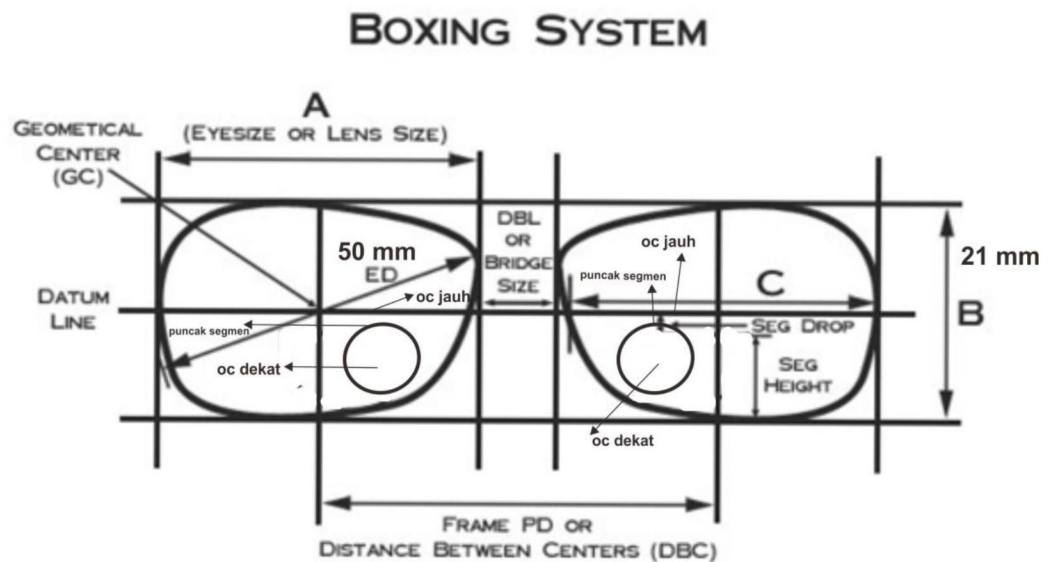 BOXING SYSTEM
A
(EYESIZE OR LENS SIZE)
GEOMETICAL
CENTER
(GC)
DBL
OR
BRIDGE
SIZE
50 mm
ED
oc jauh
oc jauh
puncak segmen
21 mm
C
B
DATUM
LINE
puncak segmen
oc dekat
SEG DROP
SEG
HEIGHT
oc dekat
FRAME PD OR
DISTANCE BETWEEN CENTERS (DBC)